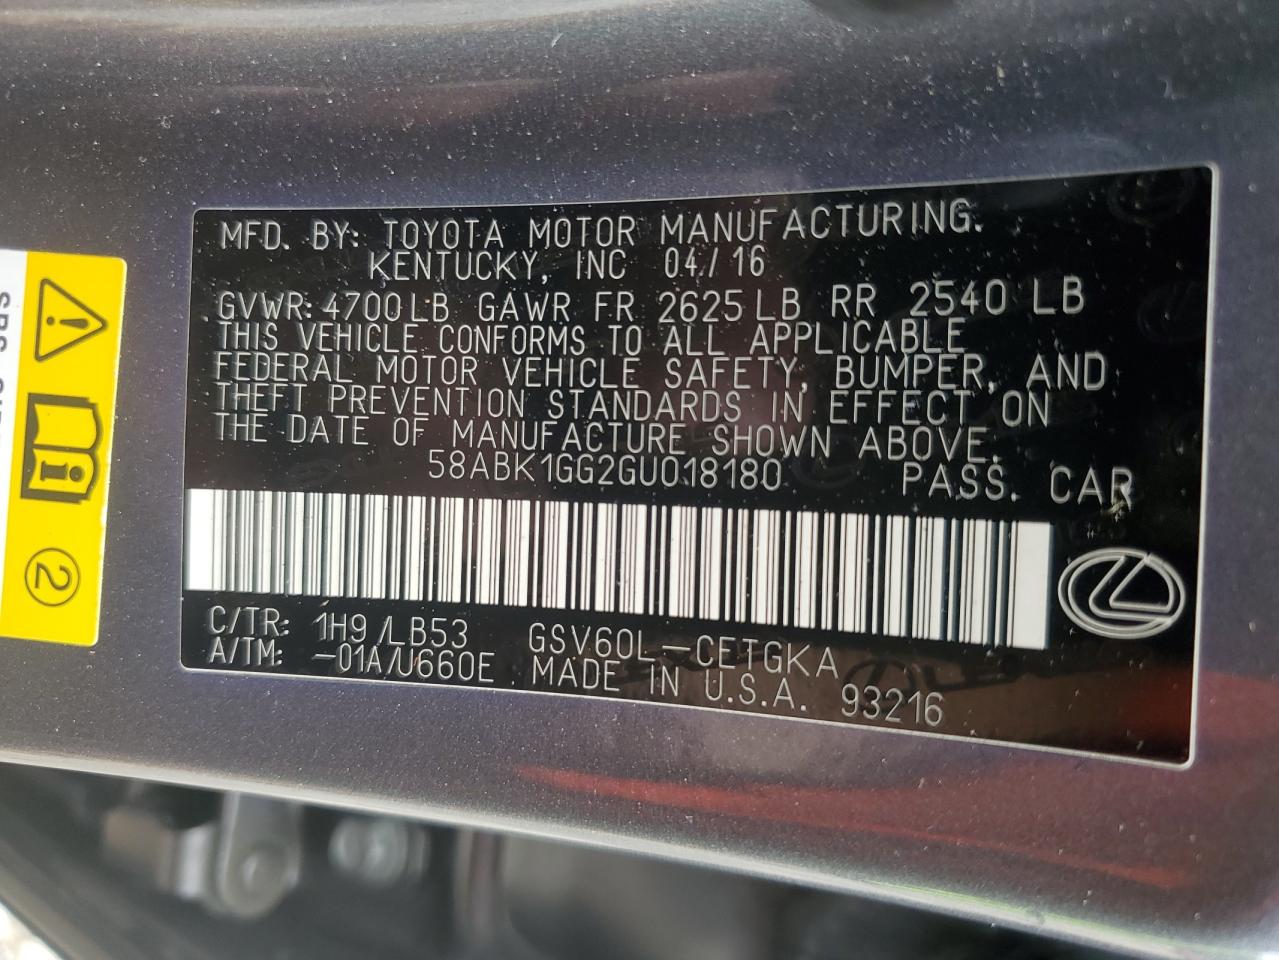 MFD. BY: TOYOTA MOTOR MANUFACTURING.
KENTUCKY, INC 04/16
GVWR: 4700LB GAWR FR 2625LB RR 2540LB
THIS VEHICLE CONFORMS TO ALL APPLICABLE
FEDERAL MOTOR VEHICLE SAFETY, BUMPER, AND
THEFT PREVENTION STANDARDS IN EFFECT ON
THE DATE OF MANUFACTURE SHOWN ABOVE.
58ABK1GG2GU018180 PASS. CAR
C/TR: 1H9/LB53 GSV60L-CETGKA
A/TM: -01A/U660E MADE IN U.S.A. 93216
2